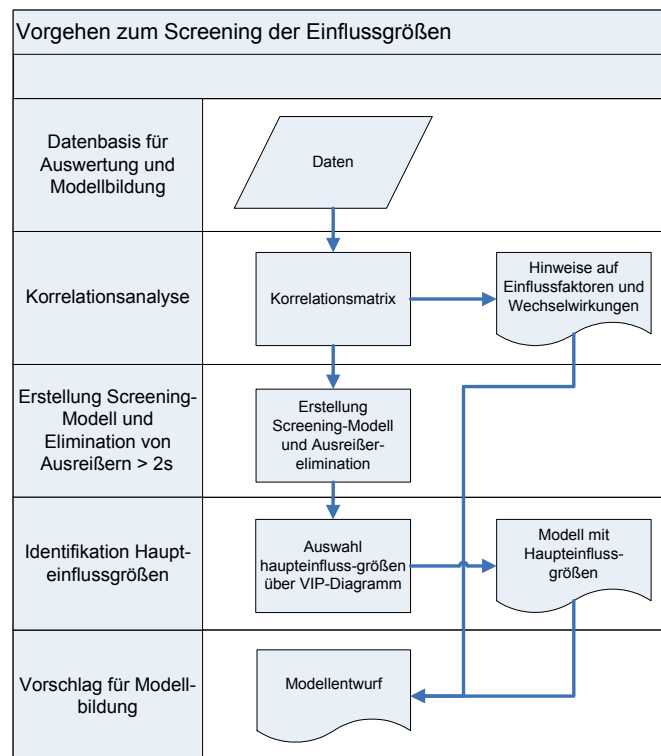 Vorgehen zum Screening der Einflussgrößen
Datenbasis für
Auswertung und
Modellbildung
Daten
Korrelationsanalyse
Korrelationsmatrix
Hinweise auf
Einflussfaktoren und
Wechselwirkungen
Erstellung Screening-
Modell und
Elimination von
Ausreißern > 2s
Erstellung
Screening-Modell
und Ausreißer-
elimination
Identifikation Haupt-
einflussgrößen
Auswahl
haupteinfluss-größen
über VIP-Diagramm
Modell mit
Haupteinfluss-
größen
Vorschlag für Modell-
bildung
Modellentwurf